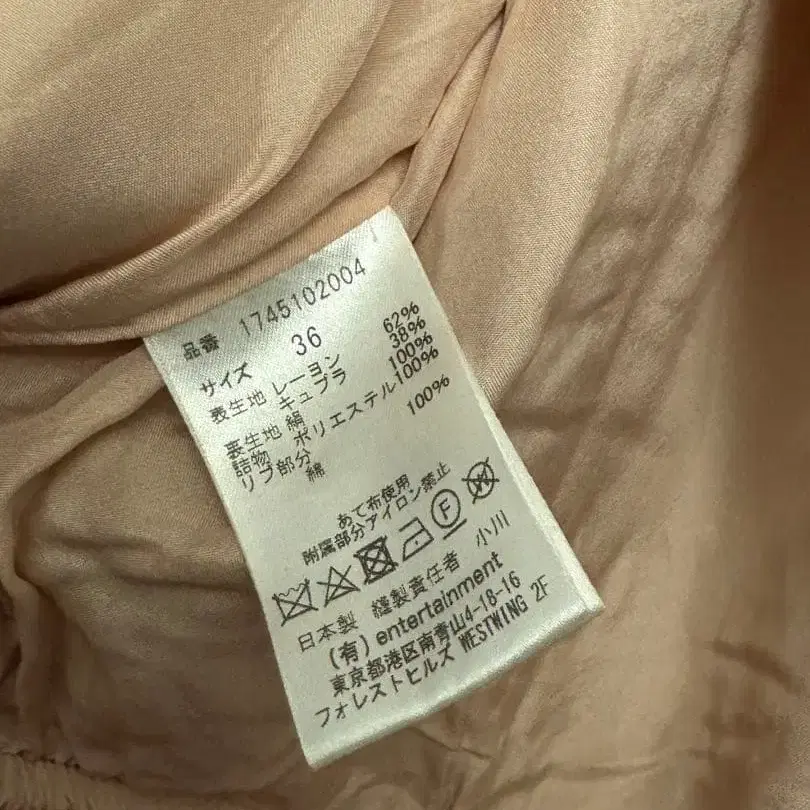 品番 1745102004
サイズ 36
表生地 レーヨン 62%
キュプラ 38%
裏生地 絹 100%
詰物 ポリエステル100%
リブ部分
綿 100%
あて布使用
附属部分アイロン禁止
F W
日本製 縫製責任者 小川
(有) entertainment
東京都港区南青山4-18-16
フォレストヒルズ WESTWING 2F